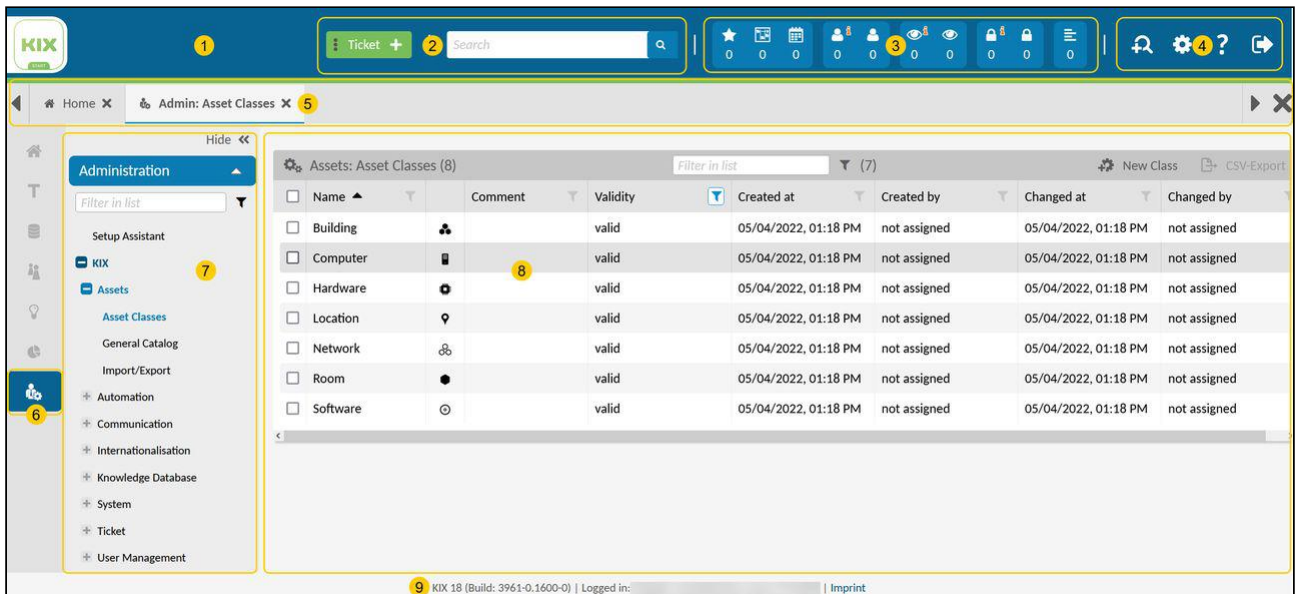 KIX
START
1
Ticket + 2 Search
0 0 0 0 0 3 0 0 0 0 0
4 ?
Home Admin: Asset Classes 5
Hide
Administration
Filter in list
Setup Assistant
KIX
7
Assets
Asset Classes
General Catalog
Import/Export
Automation
Communication
Internationalisation
Knowledge Database
System
Ticket
User Management
T
6
Assets: Asset Classes (8) Filter in list (7) New Class CSV-Export
Name Comment Validity Created at Created by Changed at Changed by
Building valid 05/04/2022, 01:18 PM not assigned 05/04/2022, 01:18 PM not assigned
Computer valid 05/04/2022, 01:18 PM not assigned 05/04/2022, 01:18 PM not assigned
8
Hardware valid 05/04/2022, 01:18 PM not assigned 05/04/2022, 01:18 PM not assigned
Location valid 05/04/2022, 01:18 PM not assigned 05/04/2022, 01:18 PM not assigned
Network valid 05/04/2022, 01:18 PM not assigned 05/04/2022, 01:18 PM not assigned
Room valid 05/04/2022, 01:18 PM not assigned 05/04/2022, 01:18 PM not assigned
Software valid 05/04/2022, 01:18 PM not assigned 05/04/2022, 01:18 PM not assigned
9 KIX 18 (Build: 3961-0.1600-0) | Logged in: | Imprint